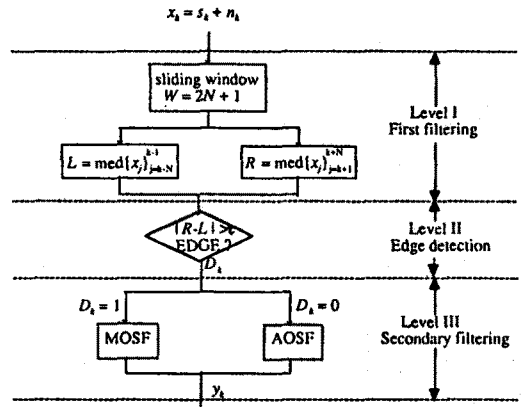 x_k = s_k + n_k
sliding window
W = 2N + 1
Level I
First filtering
L = med{x_j}_{j=k-N}^{k-1}
R = med{x_j}_{j=k+1}^{k+N}
|R-L| >ε
EDGE ?
Level II
Edge detection
D_k
D_k = 1
D_k = 0
MOSF
AOSF
Level III
Secondary filtering
y_k